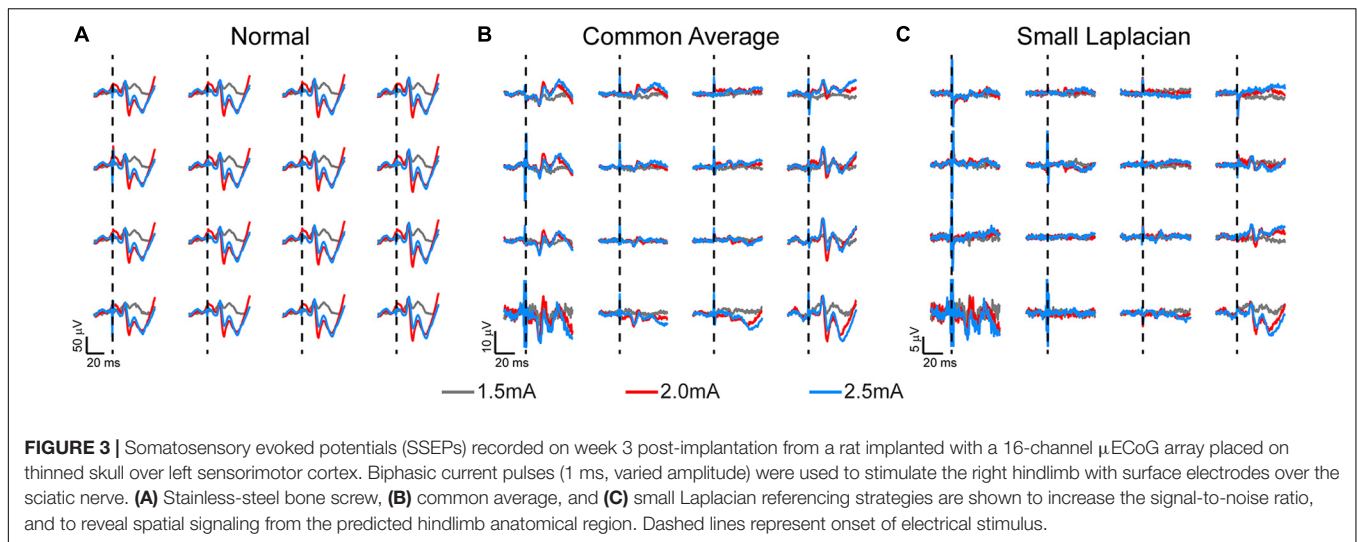 A Normal
B Common Average
C Small Laplacian
50 µV
20 ms
10 µV
20 ms
5 µV
20 ms
1.5mA 2.0mA 2.5mA
FIGURE 3 | Somatosensory evoked potentials (SSEPs) recorded on week 3 post-implantation from a rat implanted with a 16-channel µECoG array placed on
thinned skull over left sensorimotor cortex. Biphasic current pulses (1 ms, varied amplitude) were used to stimulate the right hindlimb with surface electrodes over the
sciatic nerve. (A) Stainless-steel bone screw, (B) common average, and (C) small Laplacian referencing strategies are shown to increase the signal-to-noise ratio,
and to reveal spatial signaling from the predicted hindlimb anatomical region. Dashed lines represent onset of electrical stimulus.